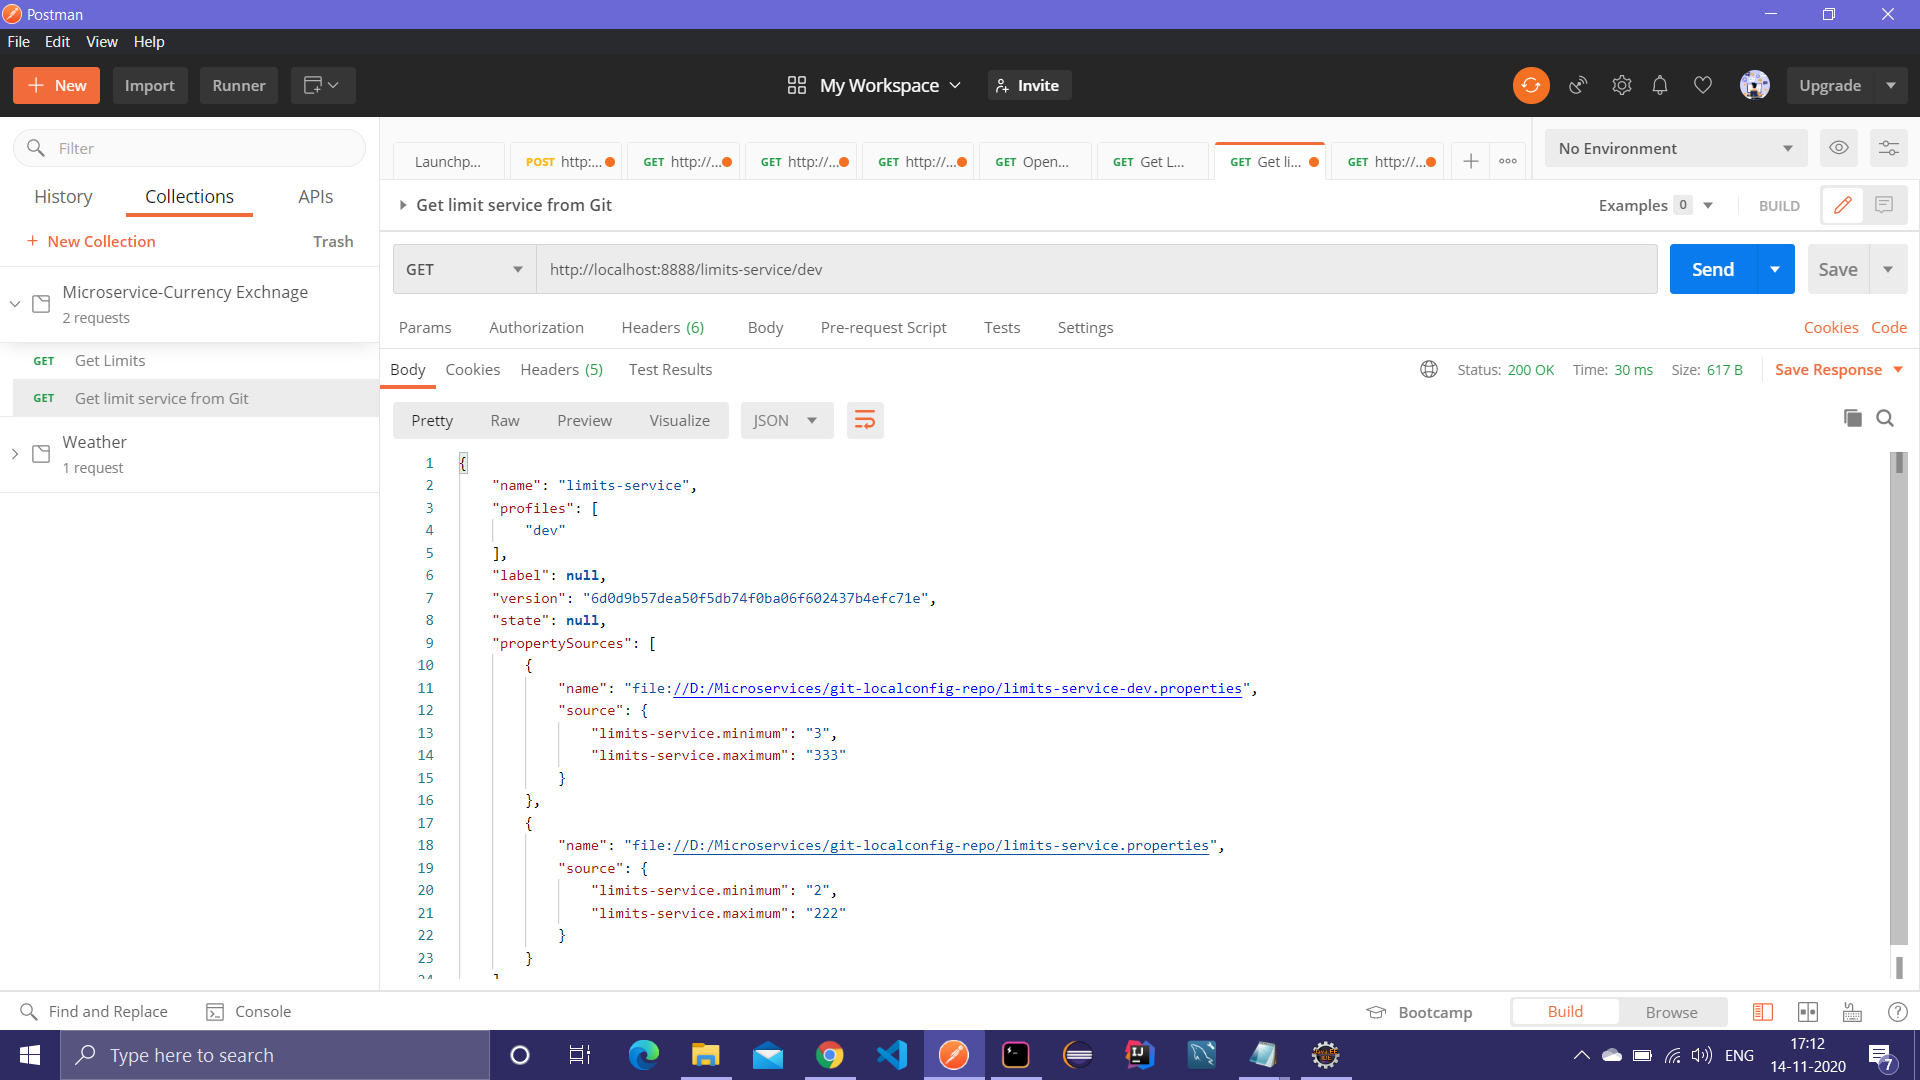 Postman
File Edit View Help
New Import Runner My Workspace Invite Upgrade
Filter
History Collections APIs
+ New Collection Trash
Microservice-Currency Exchnage
2 requests
GET Get Limits
GET Get limit service from Git
Weather
1 request
Launchp... POST http:... GET http://... GET http://... GET http://... GET Open... GET Get L... GET Get li... GET http://...
No Environment
Get limit service from Git Examples 0 BUILD
GET http://localhost:8888/limits-service/dev Send Save
Params Authorization Headers (6) Body Pre-request Script Tests Settings Cookies Code
Body Cookies Headers (5) Test Results Status: 200 OK Time: 30 ms Size: 617 B Save Response
Pretty Raw Preview Visualize JSON
1 {
2 "name": "limits-service",
3 "profiles": [
4 "dev"
5 ],
6 "label": null,
7 "version": "6d0d9b57dea50f5db74f0ba06f602437b4efc71e",
8 "state": null,
9 "propertySources": [
10 {
11 "name": "file://D:/Microservices/git-localconfig-repo/limits-service-dev.properties",
12 "source": {
13 "limits-service.minimum": "3",
14 "limits-service.maximum": "333"
15 }
16 },
17 {
18 "name": "file://D:/Microservices/git-localconfig-repo/limits-service.properties",
19 "source": {
20 "limits-service.minimum": "2",
21 "limits-service.maximum": "222"
22 }
23 }
24 ]
Find and Replace Console Bootcamp Build Browse
Type here to search
ENG
17:12
14-11-2020
7